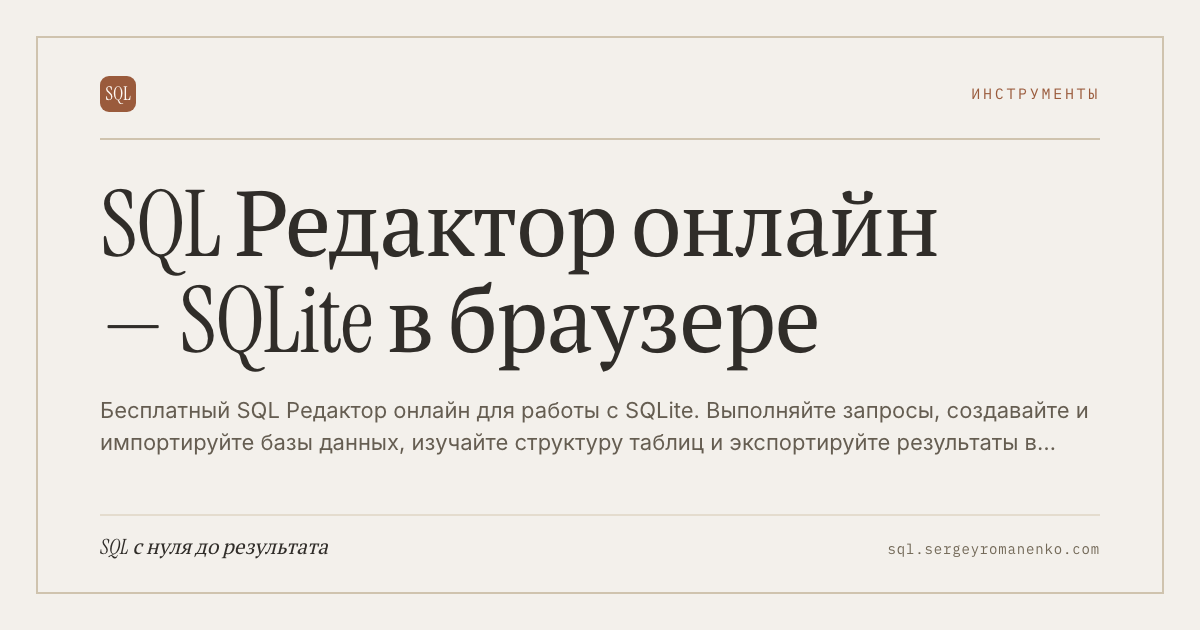 SQL
ИНСТРУМЕНТЫ
SQL Редактор онлайн
— SQLite в браузере
Бесплатный SQL Редактор онлайн для работы с SQLite. Выполняйте запросы, создавайте и
импортируйте базы данных, изучайте структуру таблиц и экспортируйте результаты в...
SQL с нуля до результата
sql.sergeyromanenko.com